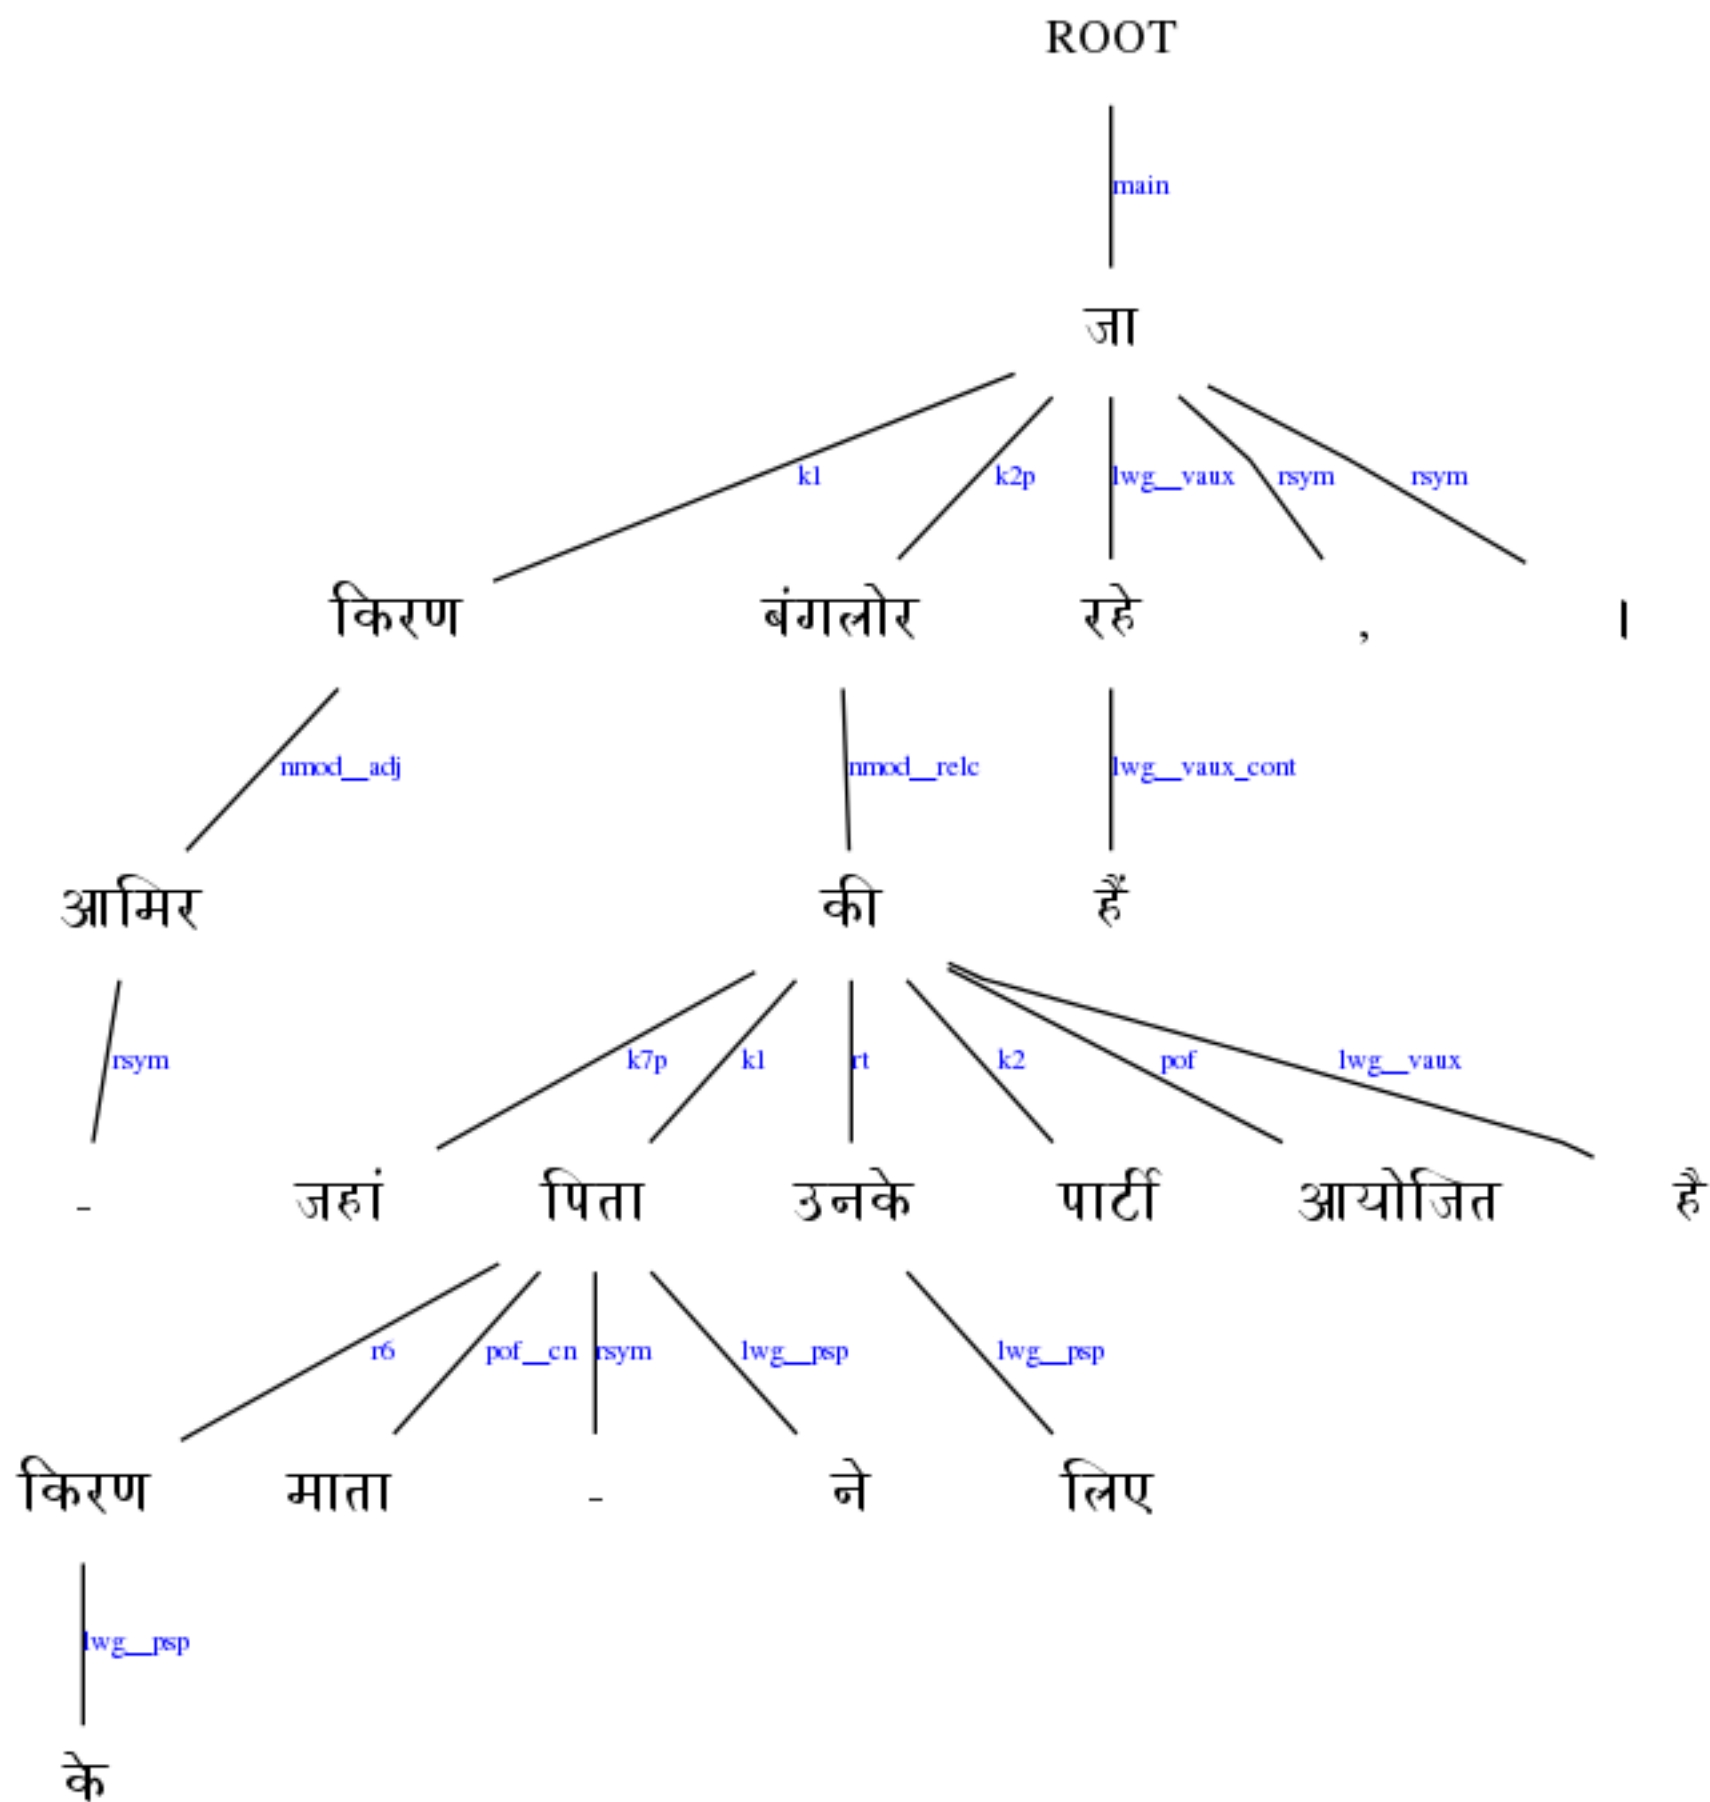 ROOT
main
जा
k1 k2p lwg__vaux rsym rsym
किरण बंगलोर रहे , ।
nmod__adj nmod__relc lwg__vaux_cont
आमिर की हैं
rsym k7p k1 rt k2 pof lwg__vaux
- जहां पिता उनके पार्टी आयोजित है
r6 pof__cn rsym lwg__psp lwg__psp
किरण माता - ने लिए
lwg__psp
के